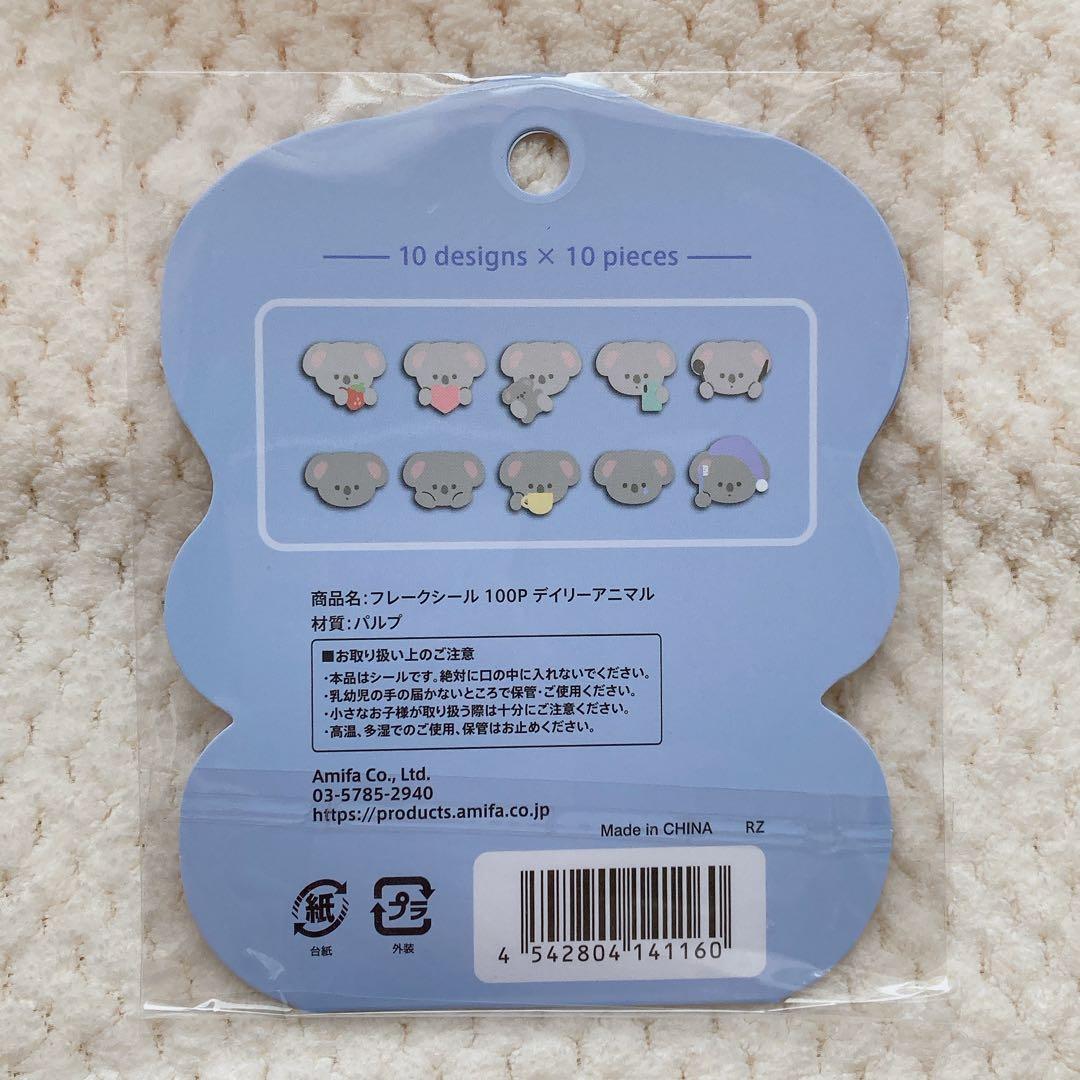 10 designs × 10 pieces
商品名:フレークシール 100P デイリーアニマル
材質:パルプ
■お取り扱い上のご注意
・本品はシールです。絶対に口の中に入れないでください。
・乳幼児の手の届かないところで保管・ご使用ください。
・小さなお子様が取り扱う際は十分にご注意ください。
・高温、多湿でのご使用、保管はお止めください。
Amifa Co., Ltd.
03-5785-2940
https://products.amifa.co.jp
Made in CHINA RZ
紙
台紙
プラ
外装
4 542804 141160